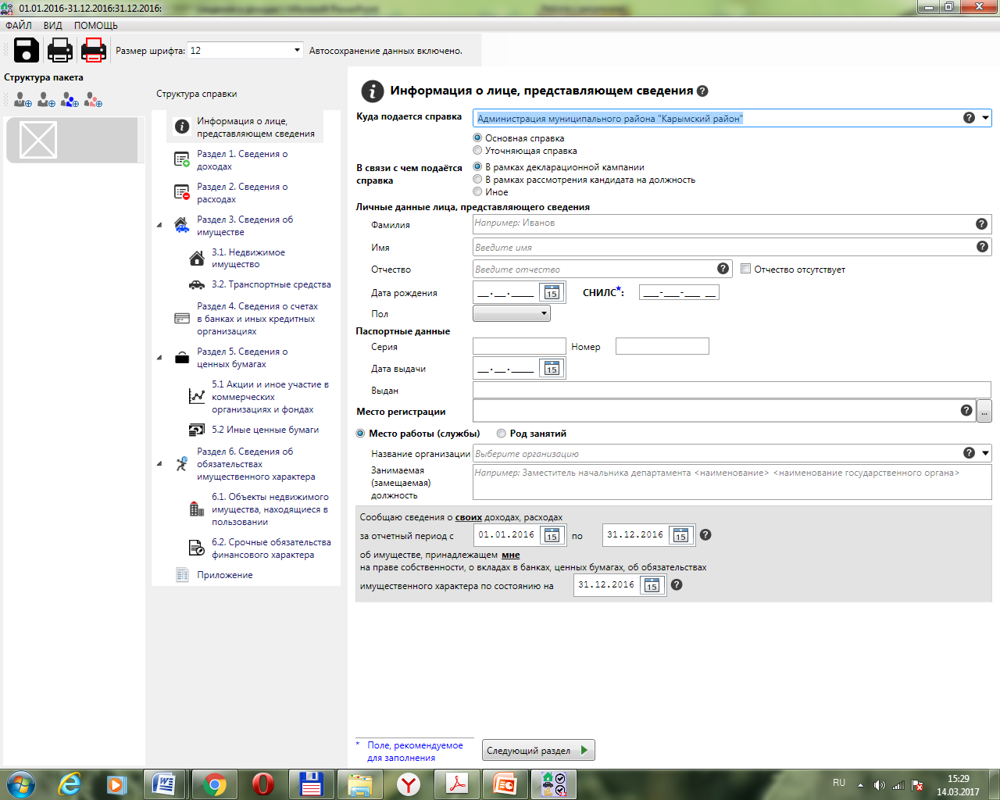 01.01.2016-31.12.2016:31.12.2016:
ФАЙЛ ВИД ПОМОЩЬ
Размер шрифта: 12 Автосохранение данных включено.
Структура пакета
Структура справки
Информация о лице,
представляющем сведения
Раздел 1. Сведения о
доходах
Раздел 2. Сведения о
расходах
Раздел 3. Сведения об
имуществе
3.1. Недвижимое
имущество
3.2. Транспортные средства
Раздел 4. Сведения о счетах
в банках и иных кредитных
организациях
Раздел 5. Сведения о
ценных бумагах
5.1 Акции и иное участие в
коммерческих
организациях и фондах
5.2 Иные ценные бумаги
Раздел 6. Сведения об
обязательствах
имущественного характера
6.1. Объекты недвижимого
имущества, находящиеся в
пользовании
6.2. Срочные обязательства
финансового характера
Приложение
Информация о лице, представляющем сведения
Куда подается справка Администрация муниципального района "Карымский район"
Основная справка
Уточняющая справка
В связи с чем подаётся
справка
В рамках декларационной кампании
В рамках рассмотрения кандидата на должность
Иное
Личные данные лица, представляющего сведения
Фамилия Например: Иванов
Имя Введите имя
Отчество Введите отчество Отчество отсутствует
Дата рождения __.__.____ 15 СНИЛС*: ___-___-___ __
Пол
Паспортные данные
Серия Номер
Дата выдачи __.__.____ 15
Выдан
Место регистрации ...
Место работы (службы) Род занятий
Название организации Выберите организацию
Занимаемая
(замещаемая)
должность
Например: Заместитель начальника департамента <наименование> <наименование государственного органа>
Сообщаю сведения о своих доходах, расходах
за отчетный период с 01.01.2016 15 по 31.12.2016 15
об имуществе, принадлежащем мне
на праве собственности, о вкладах в банках, ценных бумагах, об обязательствах
имущественного характера по состоянию на 31.12.2016 15
* Поле, рекомендуемое
для заполнения
Следующий раздел
RU 15:29
14.03.2017